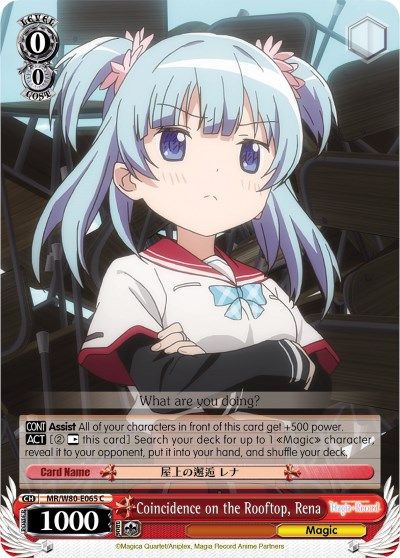 LEVEL
0
0
COST
What are you doing?
CONT Assist All of your characters in front of this card get +500 power.
ACT [② this card] Search your deck for up to 1 «Magic» character, reveal it to your opponent, put it into your hand, and shuffle your deck.
Card Name 屋上の邂逅 レナ
CH MR/W80-E065 C
POWER 1000
Coincidence on the Rooftop, Rena
Magia Record
Magic
©Magica Quartet/Aniplex, Magia Record Anime Partners